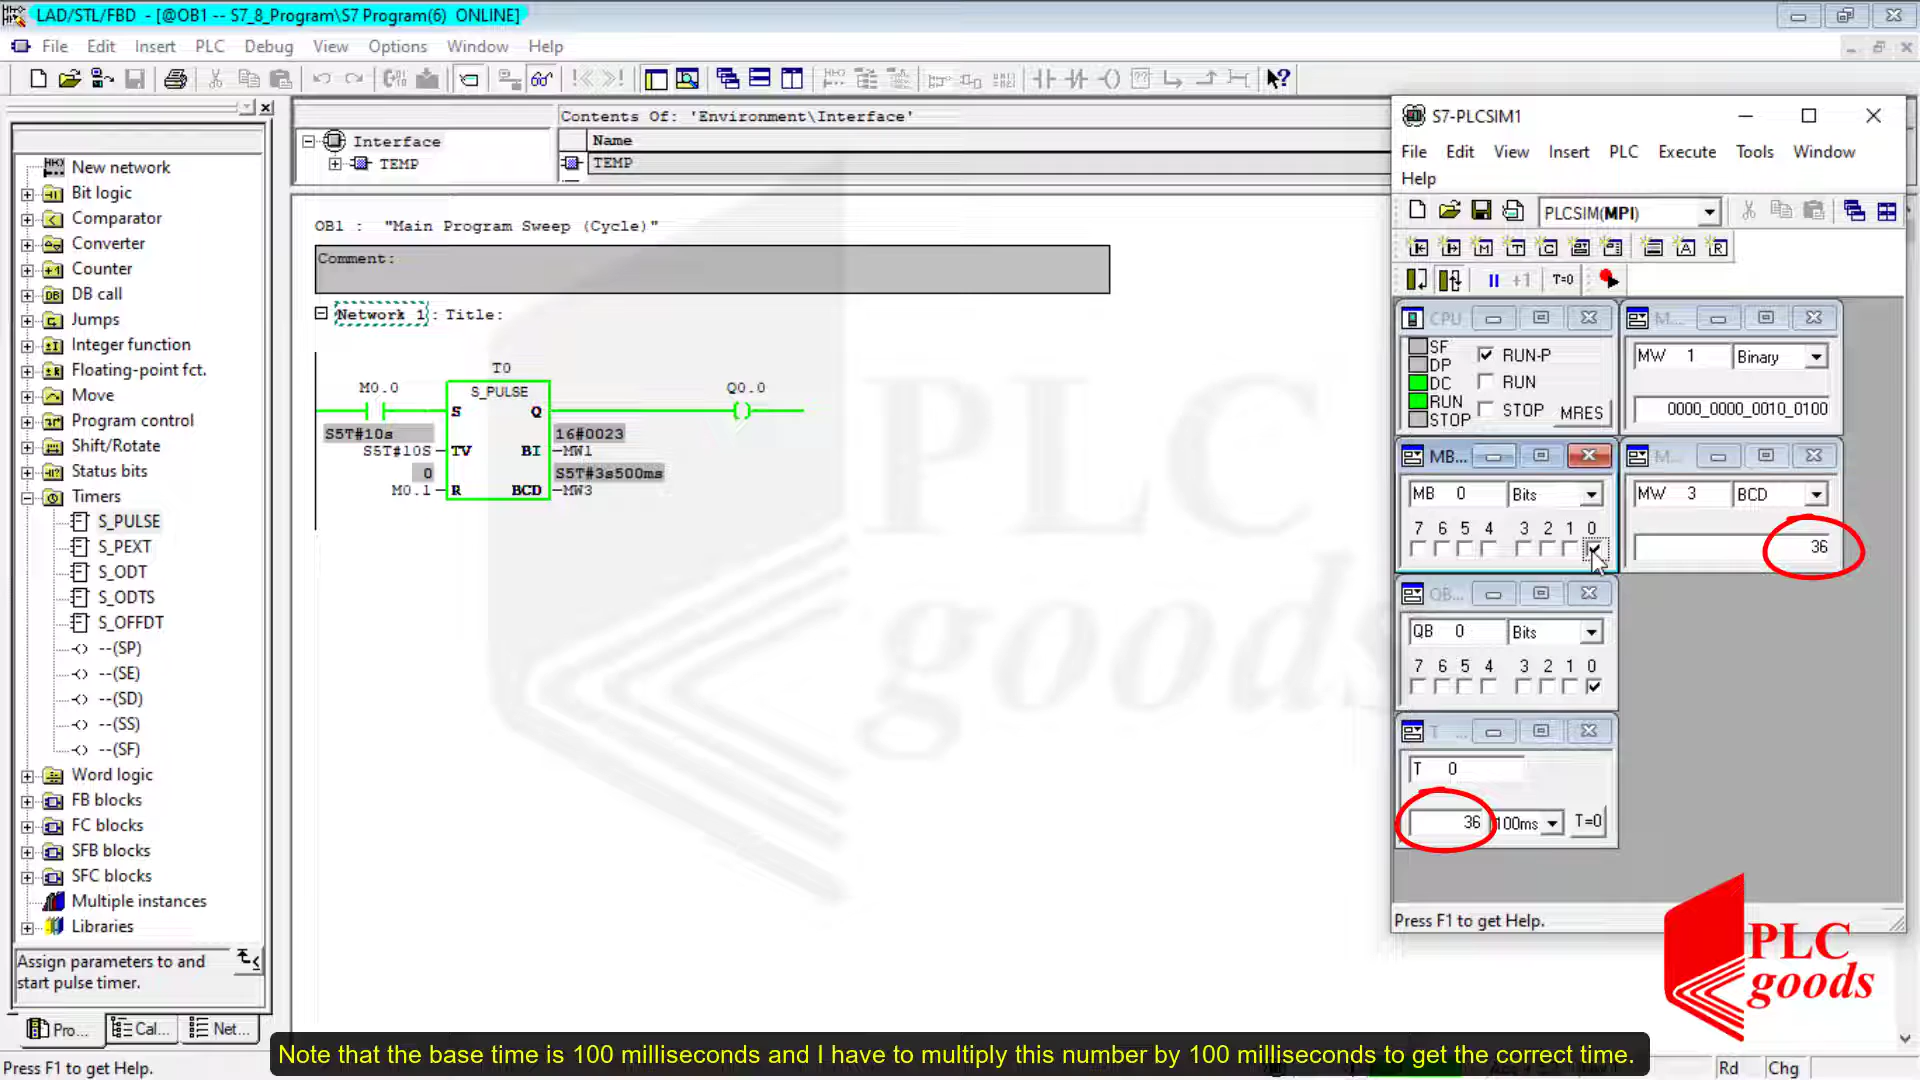 LAD/STL/FBD - [@OB1 -- S7_8_Program\S7 Program(6) ONLINE]
File Edit Insert PLC Debug View Options Window Help
New network
Bit logic
Comparator
Converter
Counter
DB call
Jumps
Integer function
Floating-point fct.
Move
Program control
Shift/Rotate
Status bits
Timers
S_PULSE
S_PEXT
S_ODT
S_ODTS
S_OFFDT
--(SP)
--(SE)
--(SD)
--(SS)
--(SF)
Word logic
FB blocks
FC blocks
SFB blocks
SFC blocks
Multiple instances
Libraries
Assign parameters to and
start pulse timer.
Pro... Cal... Net...
Press F1 to get Help.
Interface
TEMP
Contents Of: 'Environment\Interface'
Name
TEMP
OB1 : "Main Program Sweep (Cycle)"
Comment:
Network 1: Title:
T0
M0.0 S_PULSE Q0.0
S Q
S5T#10s 16#0023
S5T#10S TV BI MW1
0 S5T#3s500ms
M0.1 R BCD MW3
PLC
goods
S7-PLCSIM1
File Edit View Insert PLC Execute Tools Window
Help
PLCSIM(MPI)
+1 T=0
CPU
SF
DP
DC
RUN
STOP
RUN-P
RUN
STOP MRES
M...
MW 1 Binary
0000_0000_0010_0100
MB...
MB 0 Bits
7 6 5 4 3 2 1 0
M...
MW 3 BCD
36
QB...
QB 0 Bits
7 6 5 4 3 2 1 0
T ...
T 0
36 100ms T=0
Press F1 to get Help.
PLC
goods
Note that the base time is 100 milliseconds and I have to multiply this number by 100 milliseconds to get the correct time.
Rd Chg